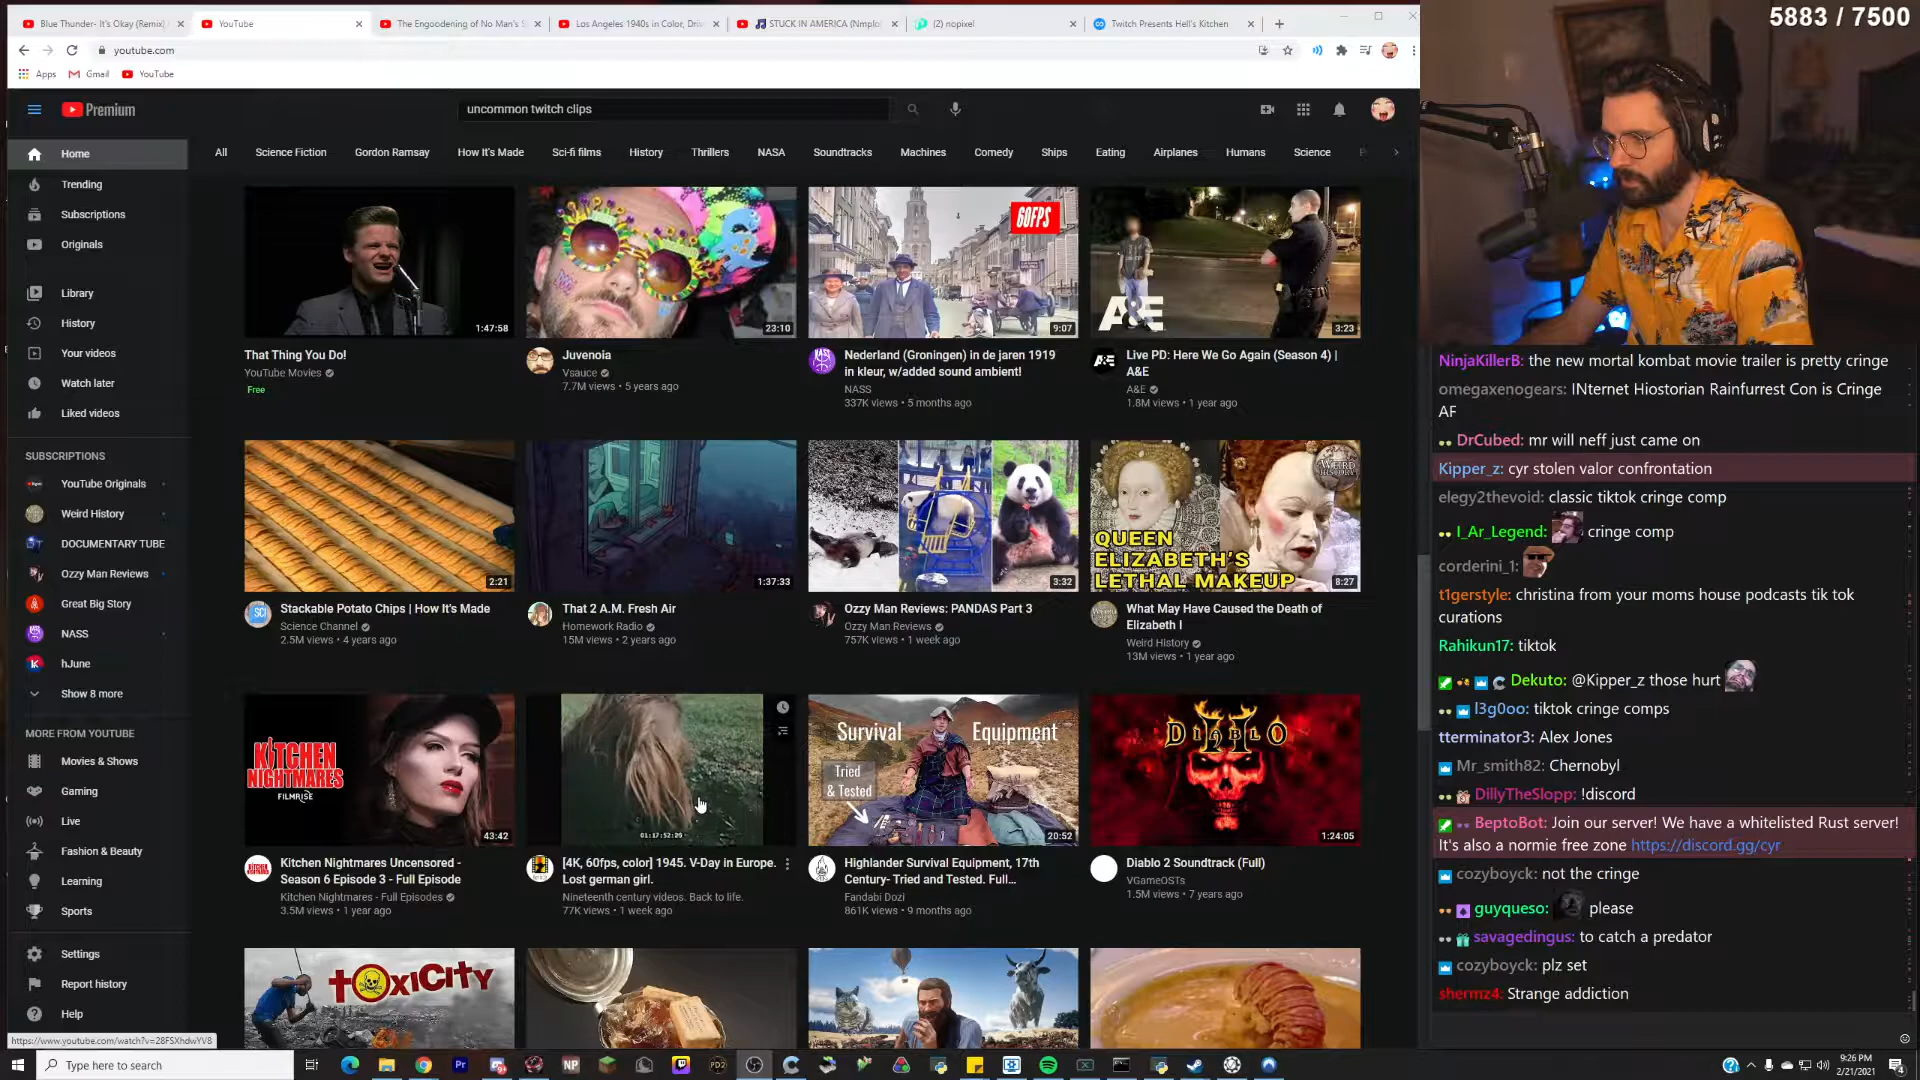 Blue Thunder- It's Okay (Remix)
YouTube
The Engoodening of No Man's S
Los Angeles 1940s in Color, Driv
STUCK IN AMERICA (Nmplol
(2) nopixel
Twitch Presents Hell's Kitchen
youtube.com
Apps
Gmail
YouTube
Premium
uncommon twitch clips
All
Science Fiction
Gordon Ramsay
How It's Made
Sci-fi films
History
Thrillers
NASA
Soundtracks
Machines
Comedy
Ships
Eating
Airplanes
Humans
Science
Home
Trending
Subscriptions
Originals
Library
History
Your videos
Watch later
Liked videos
SUBSCRIPTIONS
YouTube Originals
Weird History
DOCUMENTARY TUBE
Ozzy Man Reviews
Great Big Story
NASS
hJune
Show 8 more
MORE FROM YOUTUBE
Movies & Shows
Gaming
Live
Fashion & Beauty
Learning
Sports
Settings
Report history
Help
https://www.youtube.com/watch?v=28FSXhdwYV8
1:47:58
That Thing You Do!
YouTube Movies
Free
23:10
Juvenoia
Vsauce
7.7M views • 5 years ago
60FPS
9:07
Nederland (Groningen) in de jaren 1919
in kleur, w/added sound ambient!
NASS
337K views • 5 months ago
A&E
3:23
Live PD: Here We Go Again (Season 4) |
A&E
A&E
1.8M views • 1 year ago
2:21
Stackable Potato Chips | How It's Made
Science Channel
2.5M views • 4 years ago
1:37:33
That 2 A.M. Fresh Air
Homework Radio
15M views • 2 years ago
3:32
Ozzy Man Reviews: PANDAS Part 3
Ozzy Man Reviews
757K views • 1 week ago
WEIRD HISTORY
QUEEN
ELIZABETH'S
LETHAL MAKEUP
8:27
What May Have Caused the Death of
Elizabeth I
Weird History
13M views • 1 year ago
KITCHEN
NIGHTMARES
FILMRISE
43:42
Kitchen Nightmares Uncensored -
Season 6 Episode 3 - Full Episode
Kitchen Nightmares - Full Episodes
3.5M views • 1 year ago
01:17:52:29
[4K, 60fps, color] 1945. V-Day in Europe.
Lost german girl.
Nineteenth century videos. Back to life.
77K views • 1 week ago
Survival Equipment
Tried
& Tested
20:52
Highlander Survival Equipment, 17th
Century- Tried and Tested. Full...
Fandabi Dozi
861K views • 9 months ago
DIABLO
1:24:05
Diablo 2 Soundtrack (Full)
VGameOSTs
1.5M views • 7 years ago
TOXICITY
5883 / 7500
NinjaKillerB: the new mortal kombat movie trailer is pretty cringe
omegaxenogears: INternet Hiostorian Rainfurrest Con is Cringe
AF
DrCubed: mr will neff just came on
Kipper_z: cyr stolen valor confrontation
elegy2thevoid: classic tiktok cringe comp
I_Ar_Legend: cringe comp
corderini_1:
t1gerstyle: christina from your moms house podcasts tik tok
curations
Rahikun17: tiktok
Dekuto: @Kipper_z those hurt
l3g0oo: tiktok cringe comps
tterminator3: Alex Jones
Mr_smith82: Chernobyl
DillyTheSlopp: !discord
BeptoBot: Join our server! We have a whitelisted Rust server!
It's also a normie free zone https://discord.gg/cyr
cozyboyck: not the cringe
guyqueso: please
savagedingus: to catch a predator
cozyboyck: plz set
shermz4: Strange addiction
Type here to search
Pr
NP
PD2
9:26 PM
2/21/2021